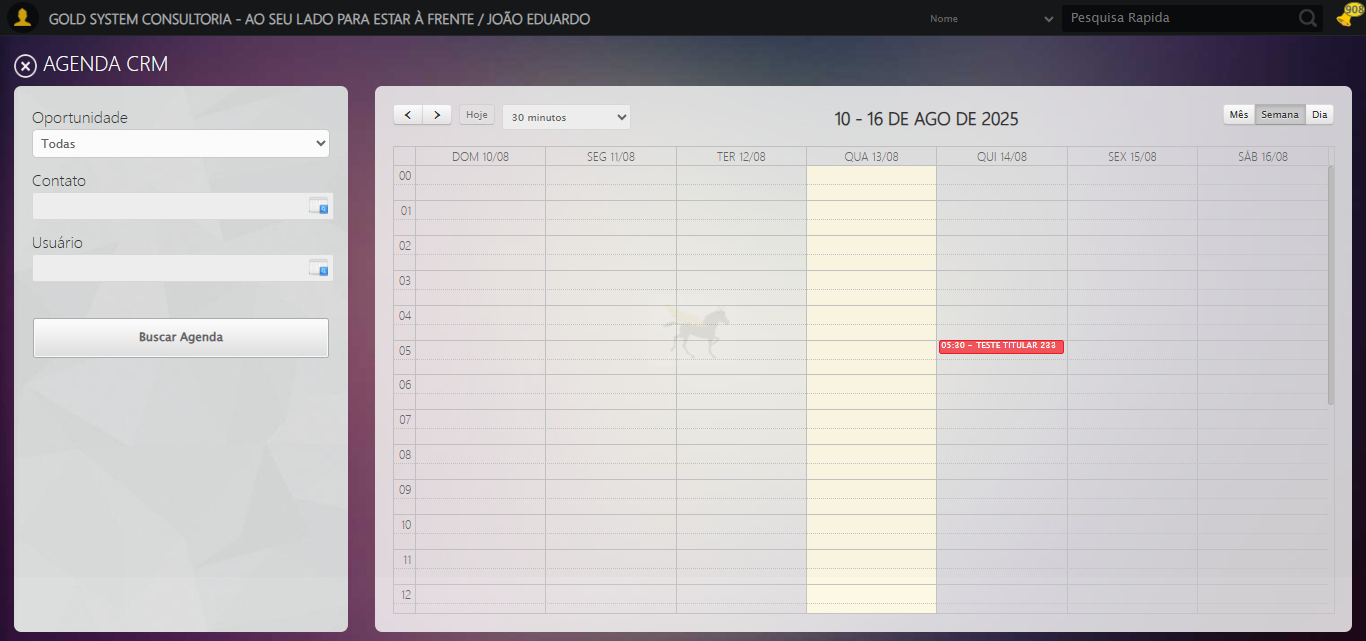 GOLD SYSTEM CONSULTORIA - AO SEU LADO PARA ESTAR À FRENTE / JOÃO EDUARDO
Nome
Pesquisa Rapida
908
AGENDA CRM
Oportunidade
Todas
Contato
Usuário
Buscar Agenda
Hoje
30 minutos
10 - 16 DE AGO DE 2025
Mês Semana Dia
DOM 10/08 SEG 11/08 TER 12/08 QUA 13/08 QUI 14/08 SEX 15/08 SÁB 16/08
00
01
02
03
04
05
05:30 - TESTE TITULAR 233
06
07
08
09
10
11
12